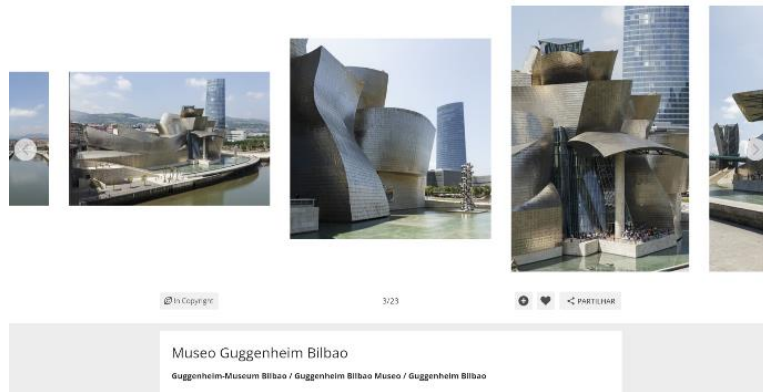 In Copyright
3/23
PARTILHAR
Museo Guggenheim Bilbao
Guggenheim-Museum Bilbao / Guggenheim Bilbao Museo / Guggenheim Bilbao